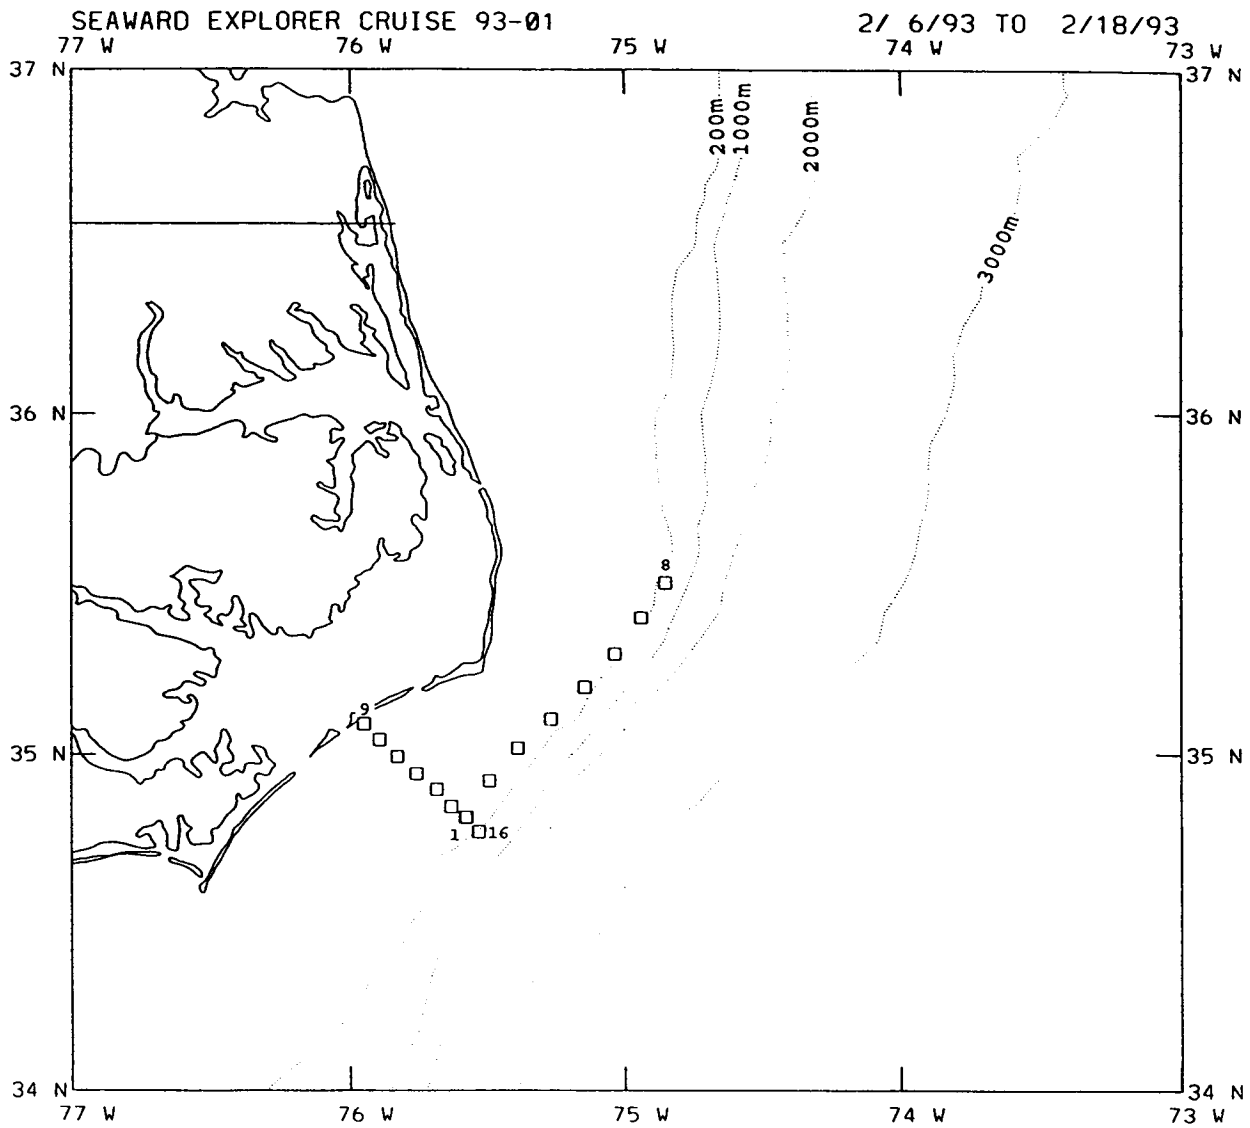 SEAWARD EXPLORER CRUISE 93-01 2/ 6/93 TO 2/18/93
77 W 76 W 75 W 74 W 73 W
37 N 37 N
200m
1000m
2000m
3000m
36 N 36 N
8
9
35 N 35 N
1 16
34 N 34 N
77 W 76 W 75 W 74 W 73 W